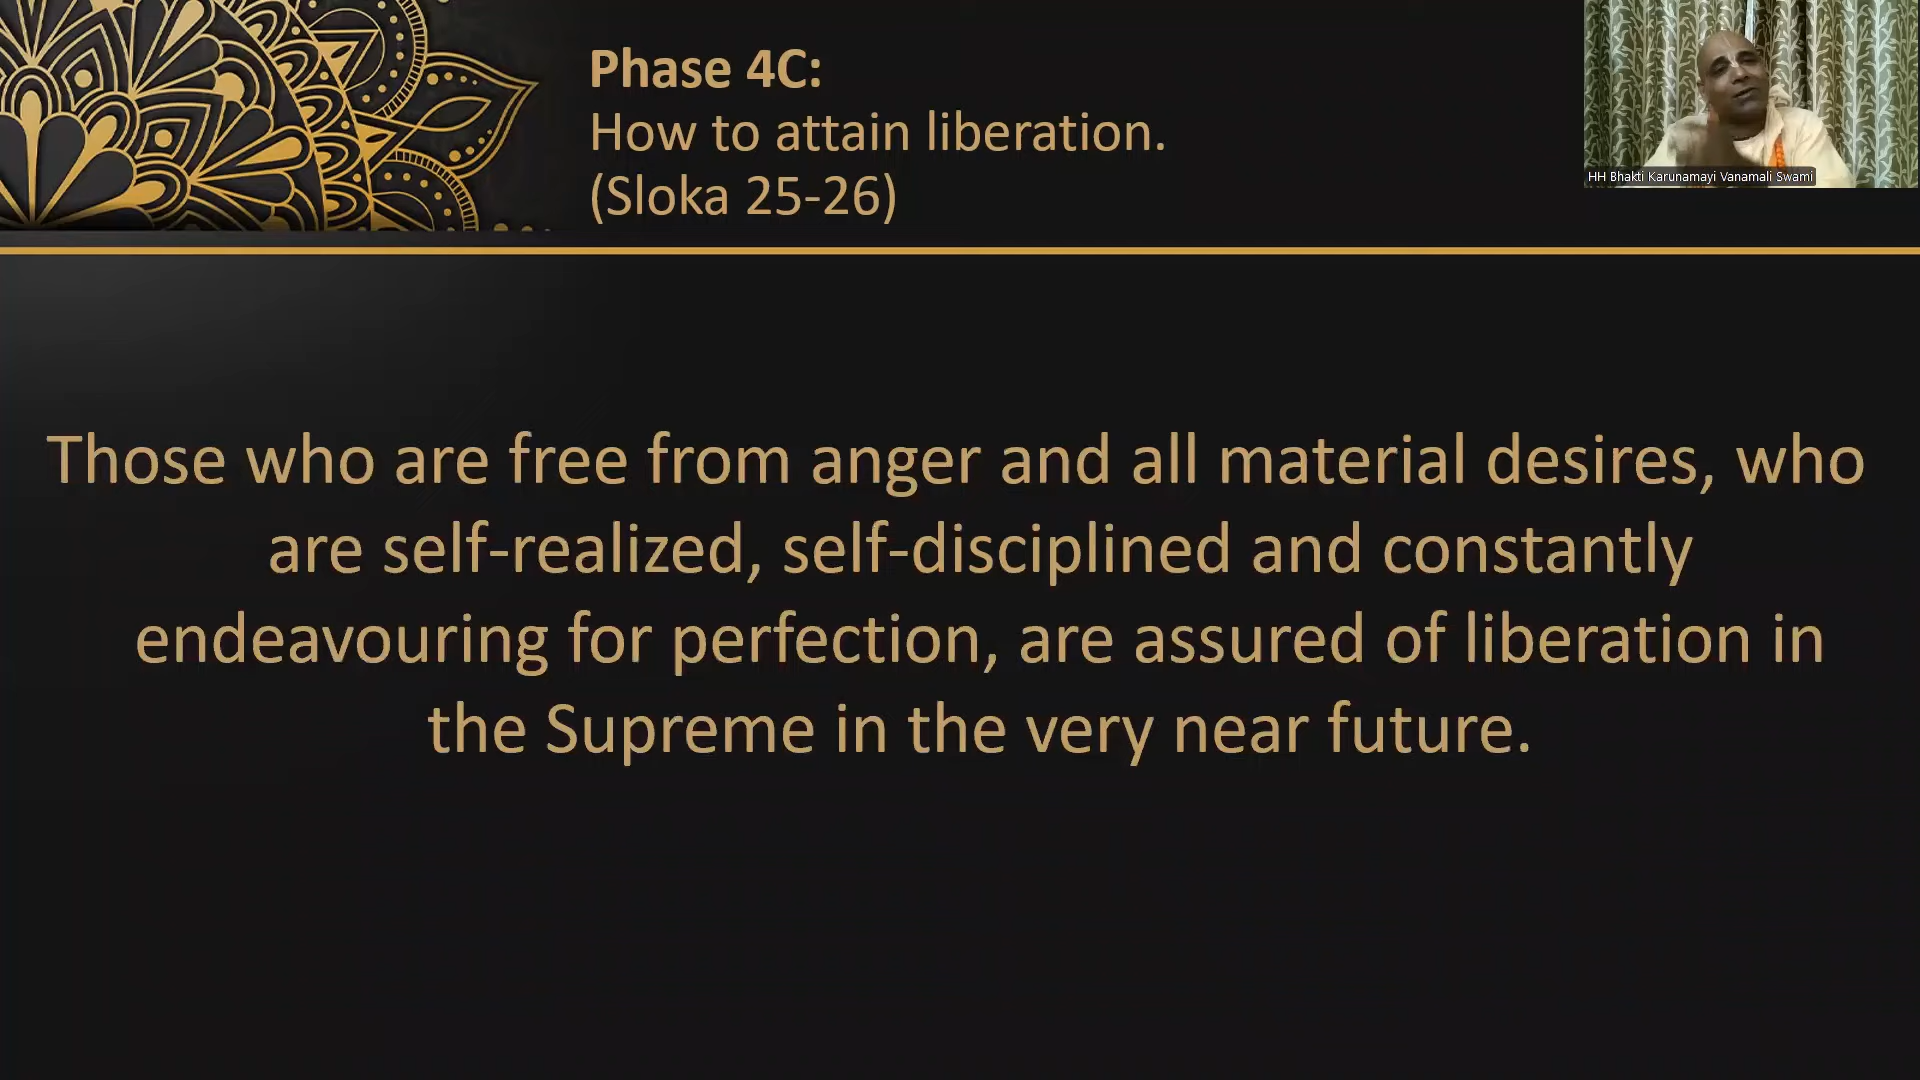 Phase 4C:
How to attain liberation.
(Sloka 25-26)
HH Bhakti Karunamayi Vanamali Swami
Those who are free from anger and all material desires, who
are self-realized, self-disciplined and constantly
endeavouring for perfection, are assured of liberation in
the Supreme in the very near future.